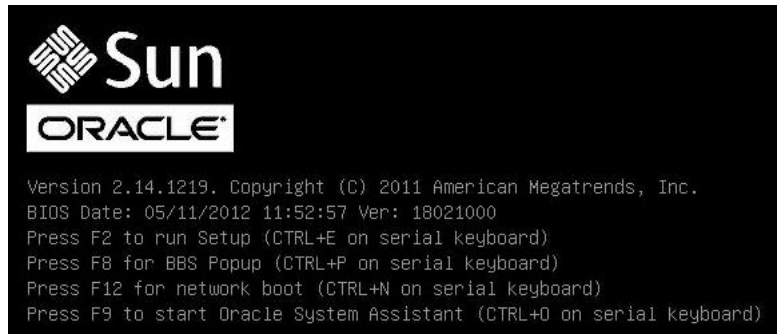 Sun
ORACLE
Version 2.14.1219. Copyright (C) 2011 American Megatrends, Inc.
BIOS Date: 05/11/2012 11:52:57 Ver: 18021000
Press F2 to run Setup (CTRL+E on serial keyboard)
Press F8 for BBS Popup (CTRL+P on serial keyboard)
Press F12 for network boot (CTRL+N on serial keyboard)
Press F9 to start Oracle System Assistant (CTRL+O on serial keyboard)